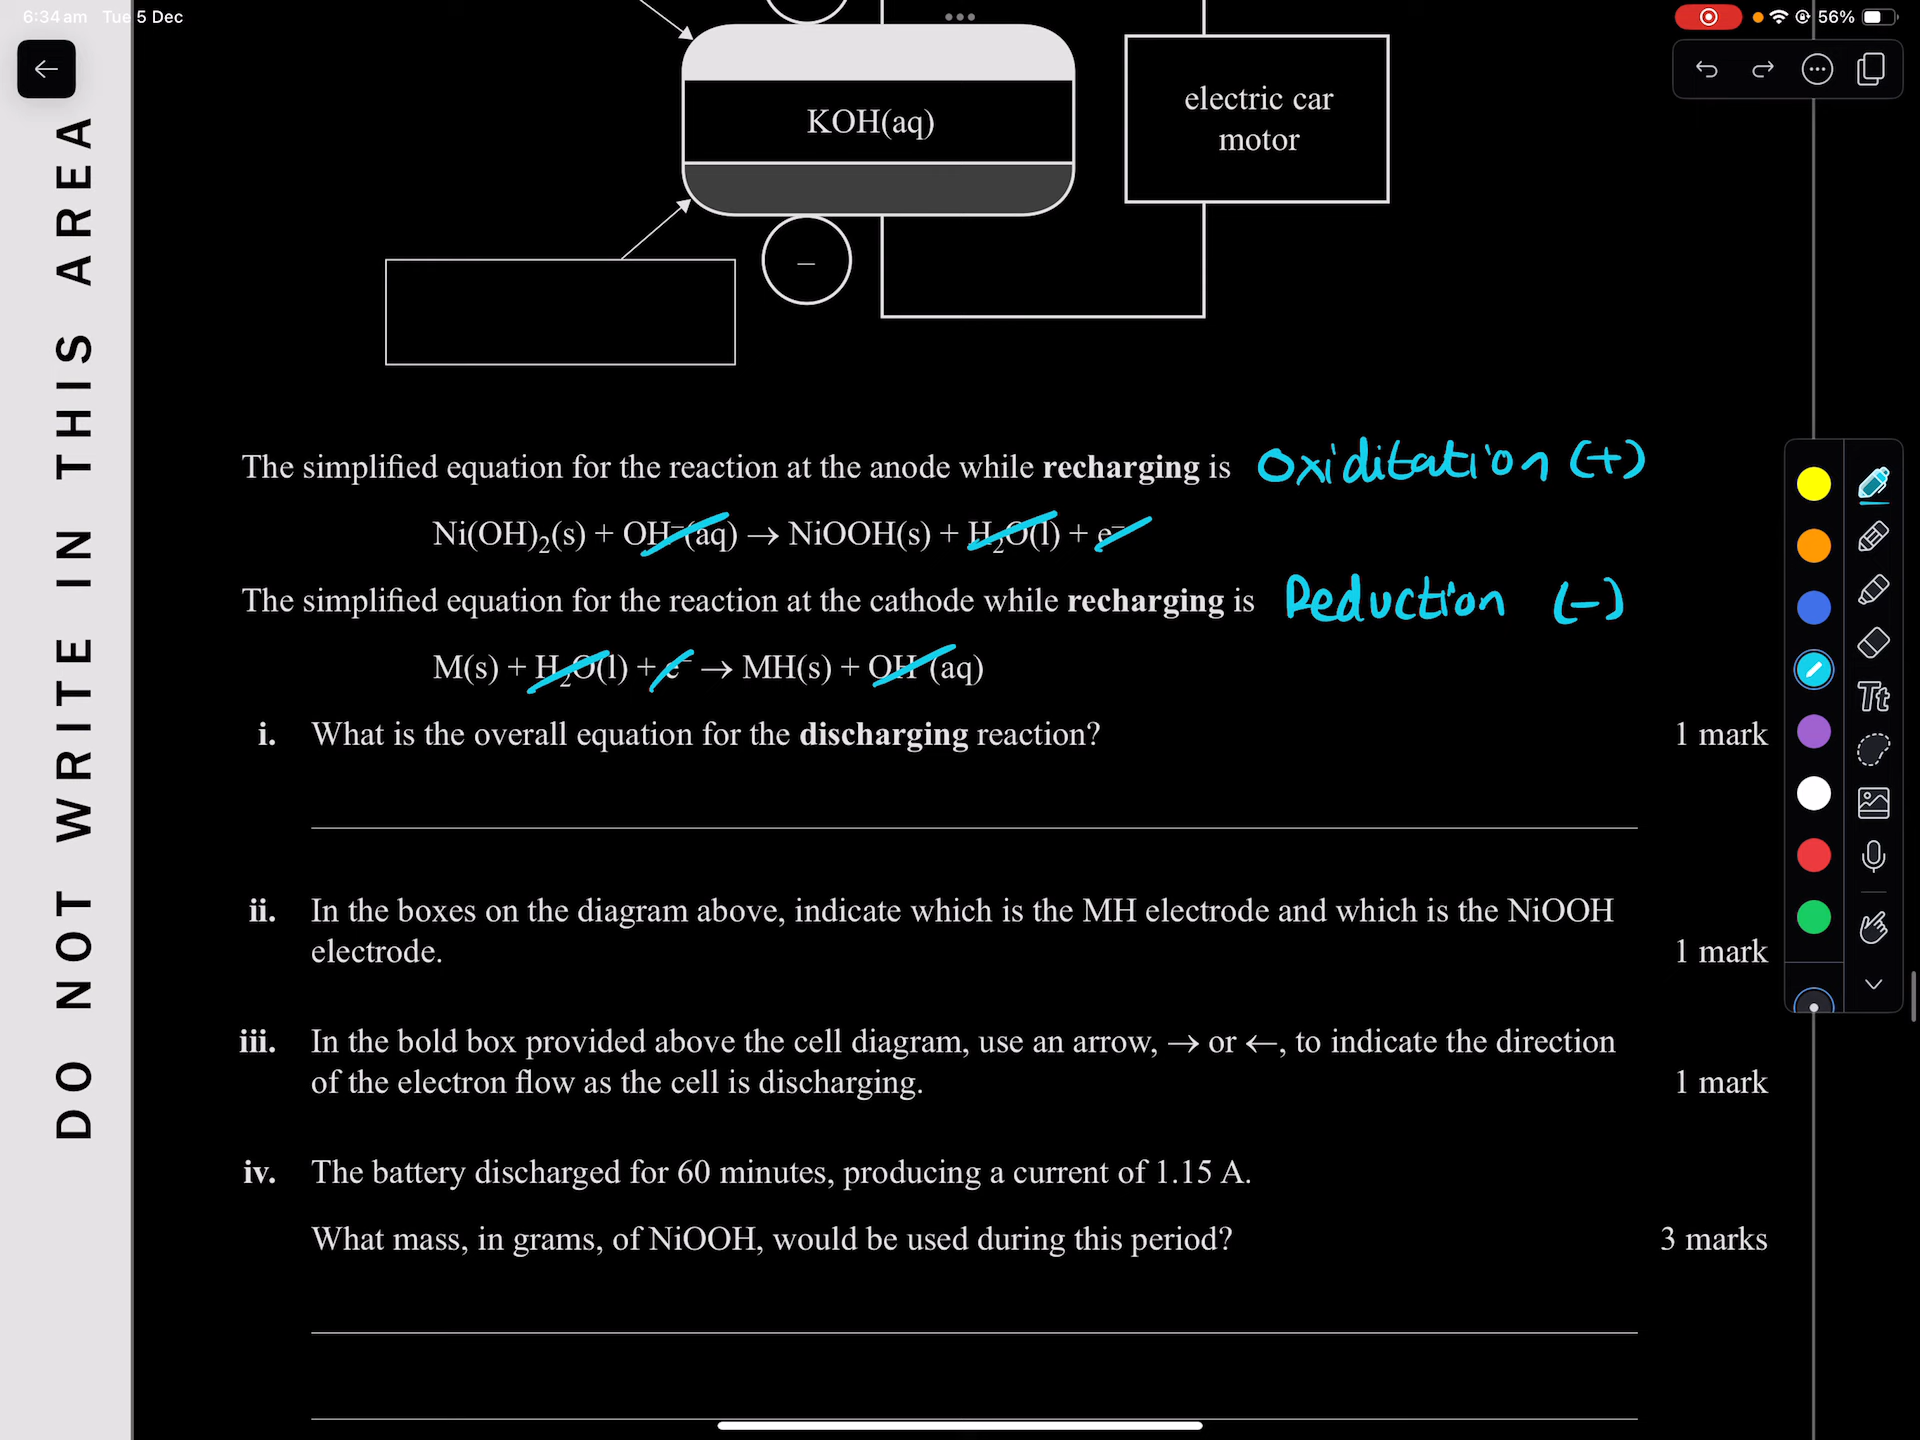 6:34 am Tue 5 Dec
56%
DO NOT WRITE IN THIS AREA
KOH(aq)
electric car
motor
–
The simplified equation for the reaction at the anode while recharging is Oxiditation (+)
Ni(OH)₂(s) + OH⁻(aq) → NiOOH(s) + H₂O(l) + e⁻
The simplified equation for the reaction at the cathode while recharging is Reduction (–)
M(s) + H₂O(l) + e⁻ → MH(s) + OH⁻(aq)
i. What is the overall equation for the discharging reaction? 1 mark
ii. In the boxes on the diagram above, indicate which is the MH electrode and which is the NiOOH
electrode. 1 mark
iii. In the bold box provided above the cell diagram, use an arrow, → or ←, to indicate the direction
of the electron flow as the cell is discharging. 1 mark
iv. The battery discharged for 60 minutes, producing a current of 1.15 A.
What mass, in grams, of NiOOH, would be used during this period? 3 marks
Tt